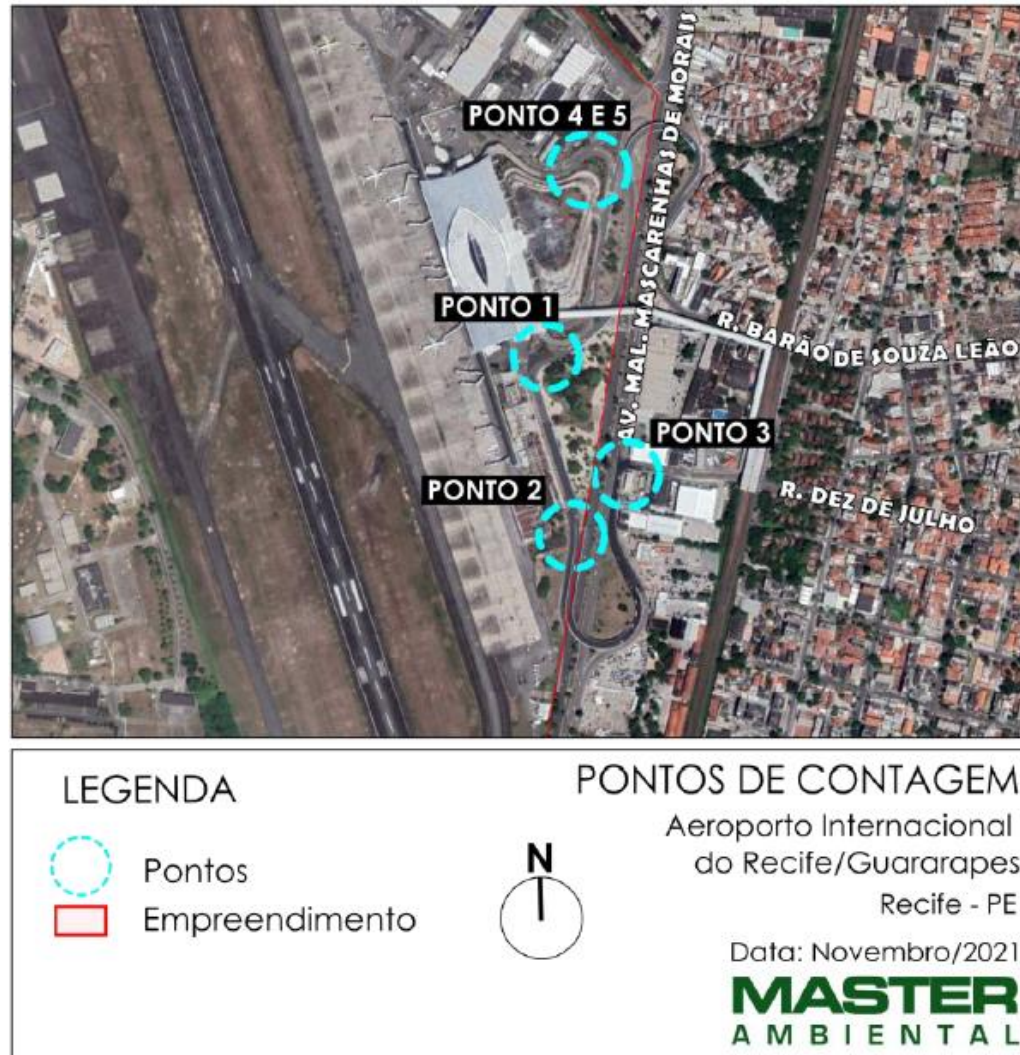 PONTO 4 E 5
AV. MAL. MASCARENHAS DE MORAIS
PONTO 1
R. BARÃO DE SOUZA LEÃO
PONTO 3
PONTO 2
R. DEZ DE JULHO
LEGENDA
Pontos
Empreendimento
N
PONTOS DE CONTAGEM
Aeroporto Internacional
do Recife/Guararapes
Recife - PE
Data: Novembro/2021
MASTER
AMBIENTAL